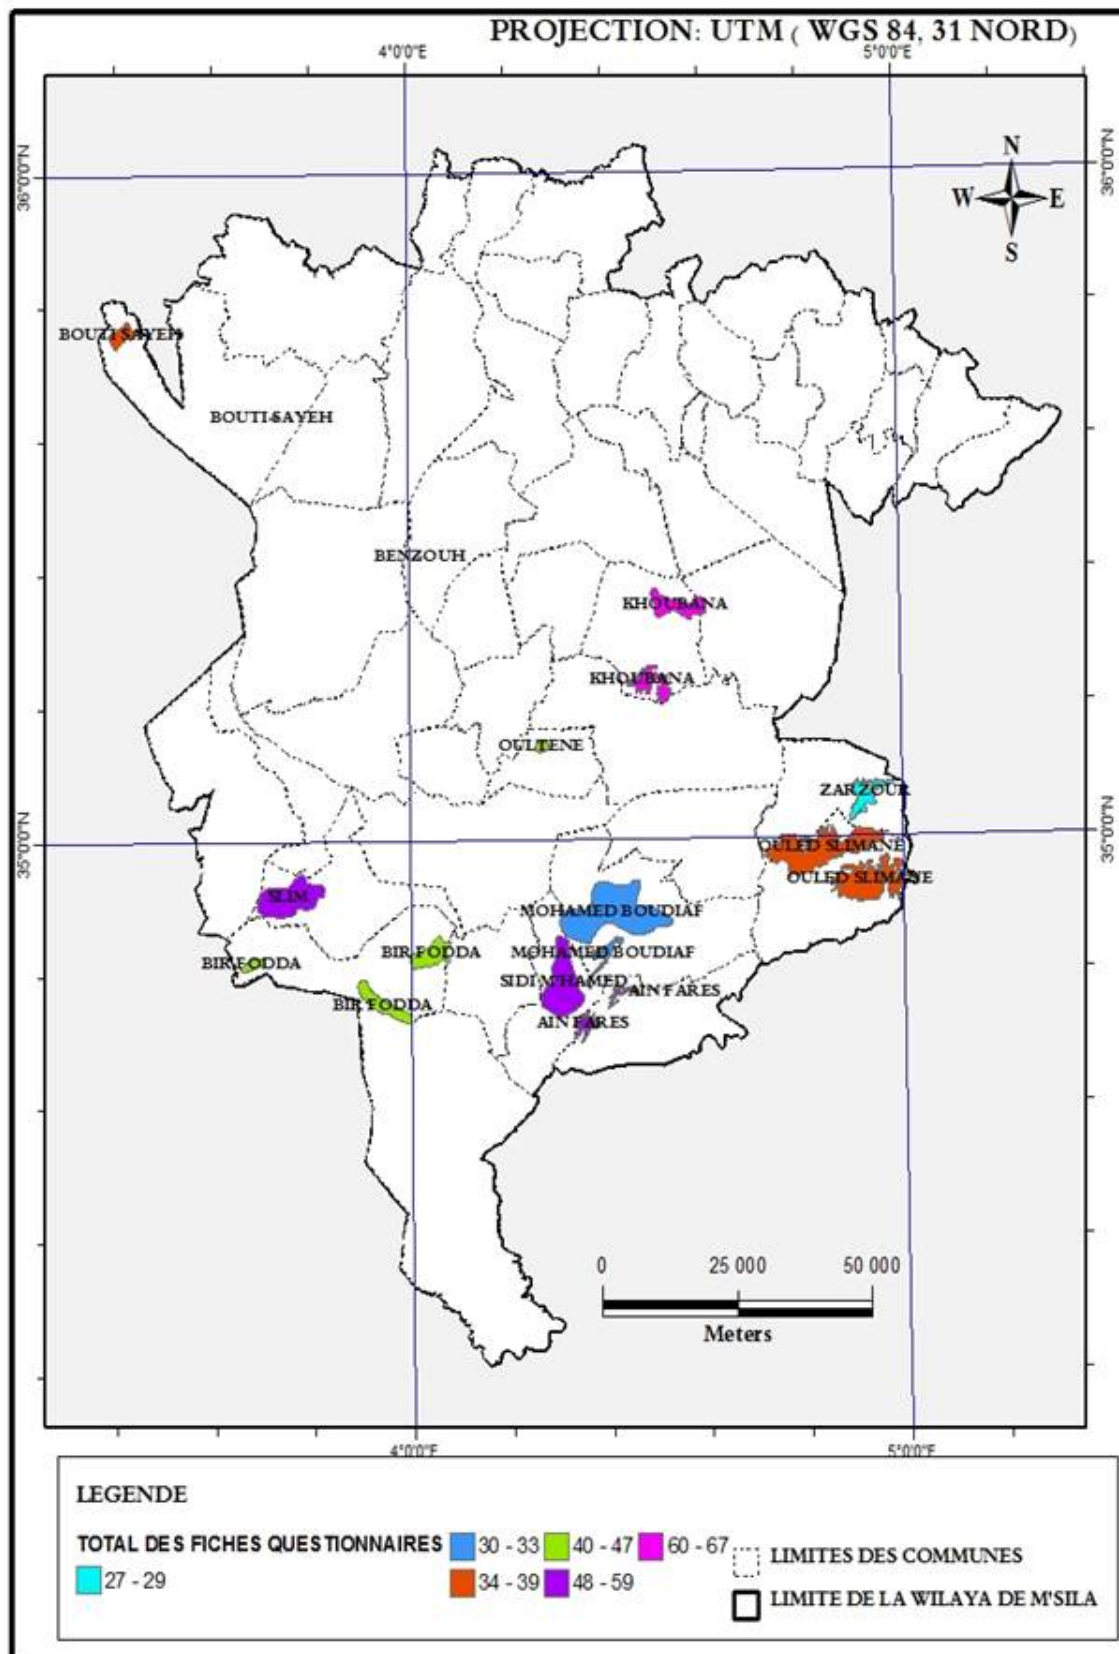 PROJECTION: UTM ( WGS 84, 31 NORD)
4°0'0"E
5°0'0"E
36°0'0"N
36°0'0"N
N
W
E
S
BOUTI SAYEH
BOUTI SAYEH
BENZOUH
KHOUBANA
KHOUBANA
OULTENE
ZARZOUR
35°0'0"N
35°0'0"N
OULED SLIMANE
OULED SLIMANE
SLIM
MOHAMED BOUDIAF
BIR FODDA
MOHAMED BOUDIAF
BIR FODDA
SIDI M'HAMED
AIN FARES
BIR FODDA
AIN FARES
0 25 000 50 000
Meters
4°0'0"E
5°0'0"E
LEGENDE
TOTAL DES FICHES QUESTIONNAIRES
27 - 29
30 - 33
34 - 39
40 - 47
48 - 59
60 - 67
LIMITES DES COMMUNES
LIMITE DE LA WILAYA DE M'SILA